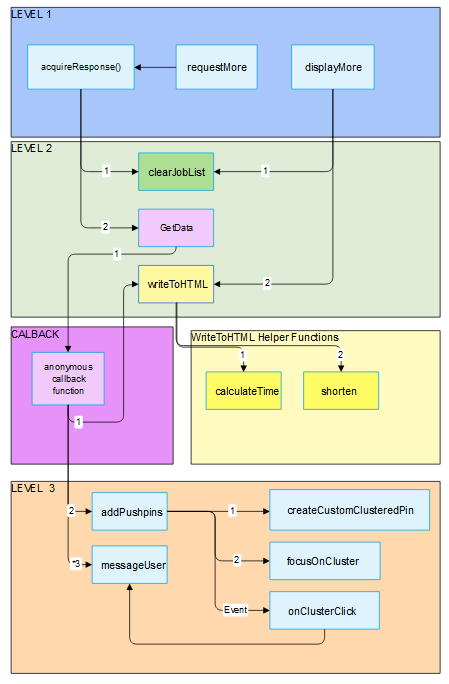 LEVEL 1
acquireResponse()
requestMore
displayMore
LEVEL 2
clearJobList
1
1
GetData
2
1
writeToHTML
1
2
CALBACK
WriteToHTML Helper Functions
1
2
anonymous
callback
function
calculateTime
shorten
1
LEVEL 3
2
addPushpins
1
createCustomClusteredPin
*3
messageUser
2
focusOnCluster
Event
onClusterClick